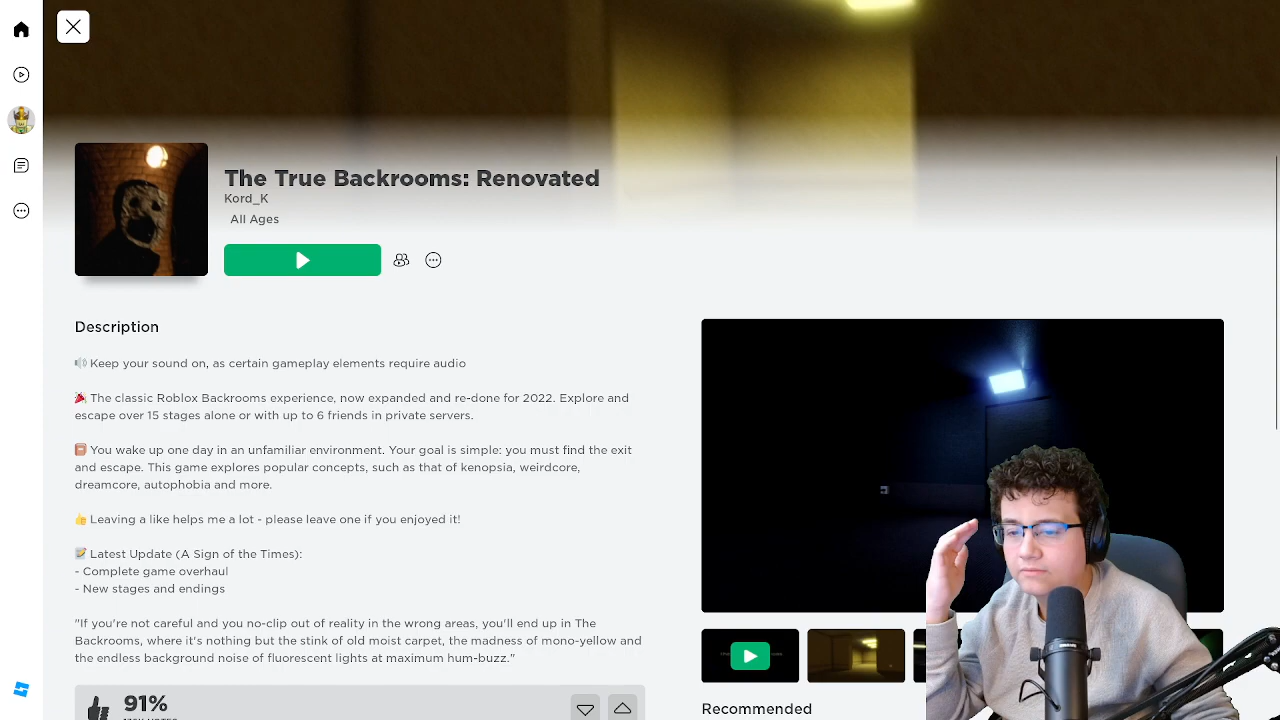 The True Backrooms: Renovated
Kord_K
All Ages
Description
Keep your sound on, as certain gameplay elements require audio
The classic Roblox Backrooms experience, now expanded and re-done for 2022. Explore and
escape over 15 stages alone or with up to 6 friends in private servers.
You wake up one day in an unfamiliar environment. Your goal is simple: you must find the exit
and escape. This game explores popular concepts, such as that of kenopsia, weirdcore,
dreamcore, autophobia and more.
Leaving a like helps me a lot - please leave one if you enjoyed it!
Latest Update (A Sign of the Times):
- Complete game overhaul
- New stages and endings
"If you're not careful and you no-clip out of reality in the wrong areas, you'll end up in The
Backrooms, where it's nothing but the stink of old moist carpet, the madness of mono-yellow and
the endless background noise of fluorescent lights at maximum hum-buzz."
91%
Recommended